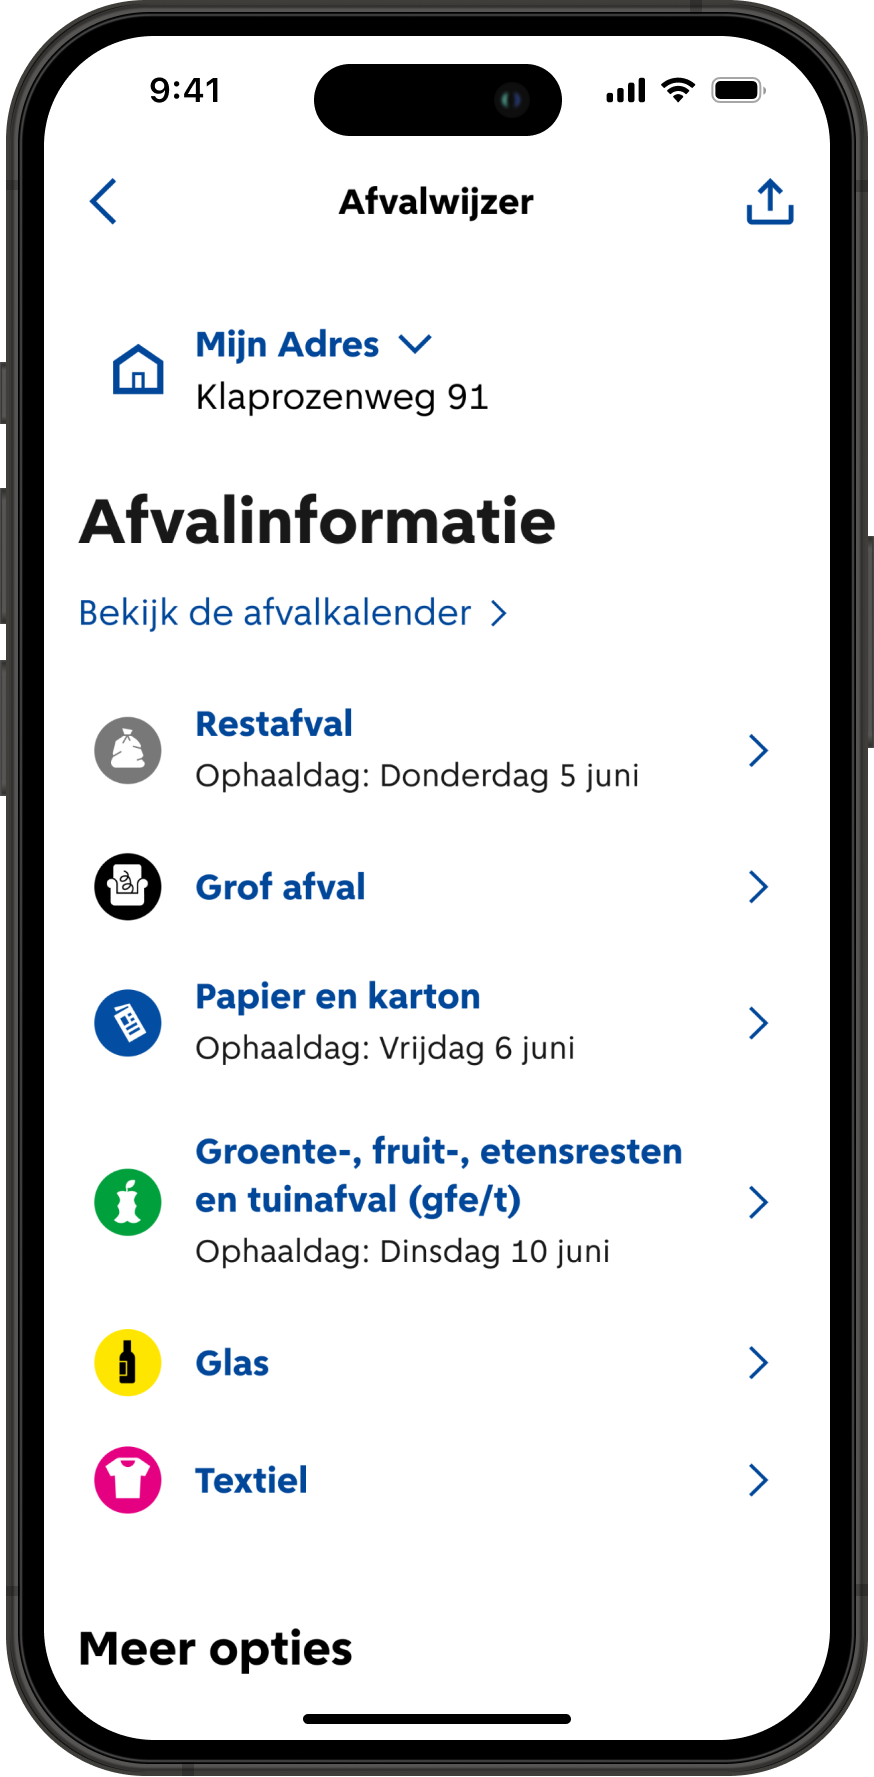 9:41
Afvalwijzer
Mijn Adres
Klaprozenweg 91
Afvalinformatie
Bekijk de afvalkalender
Restafval
Ophaaldag: Donderdag 5 juni
Grof afval
Papier en karton
Ophaaldag: Vrijdag 6 juni
Groente-, fruit-, etensresten
en tuinafval (gfe/t)
Ophaaldag: Dinsdag 10 juni
Glas
Textiel
Meer opties